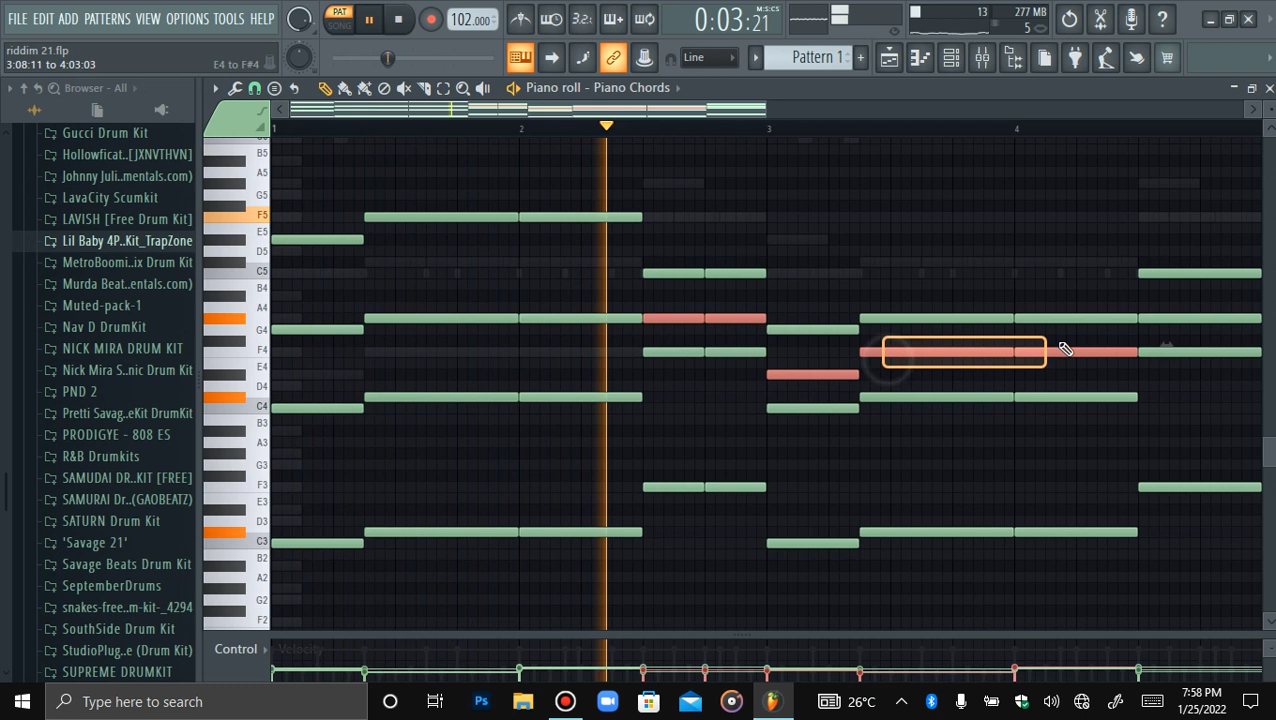 FILE EDIT ADD PATTERNS VIEW OPTIONS TOOLS HELP
PAT
SONG
102.000
3.2.
0:03:21
M:S:CS
13
277 MB
5
riddim 21.flp
3:08:11 to 4:03:03
E4 to F#4
Line
Pattern 1
Browser - All
Piano roll - Piano Chords
1
2
3
4
Gucci Drum Kit
Hollowficat..[JXNVTHVN]
Johnny Juli..mentals.com)
LavaCity Scumkit
LAVISH [Free Drum Kit]
Lil Baby 4P..Kit_TrapZone
MetroBoomi..ix Drum Kit
Murda Beat..entals.com)
Muted-pack-1
Nav D DrumKit
NICK MIRA DRUM KIT
Nick Mira S..nic Drum Kit
PND 2
Pretti Savag..eKit DrumKit
PRODIGYE - 808 ES
R&B Drumkits
SAMUDAI DR..KIT [FREE]
SAMURAI Dr..(GAOBEATZ)
SATURN Drum Kit
'Savage 21'
Savage Beats Drum Kit
SeptemberDrums
snakes-free..m-kit-_4294
SouthSide Drum Kit
StudioPlug..e (Drum Kit)
SUPREME DRUMKIT
B5
A5
G5
F5
E5
D5
C5
B4
A4
G4
F4
E4
D4
C4
B3
A3
G3
F3
E3
D3
C3
B2
A2
G2
F2
Control
Velocity
Type here to search
Ps
26°C
7:58 PM
1/25/2022